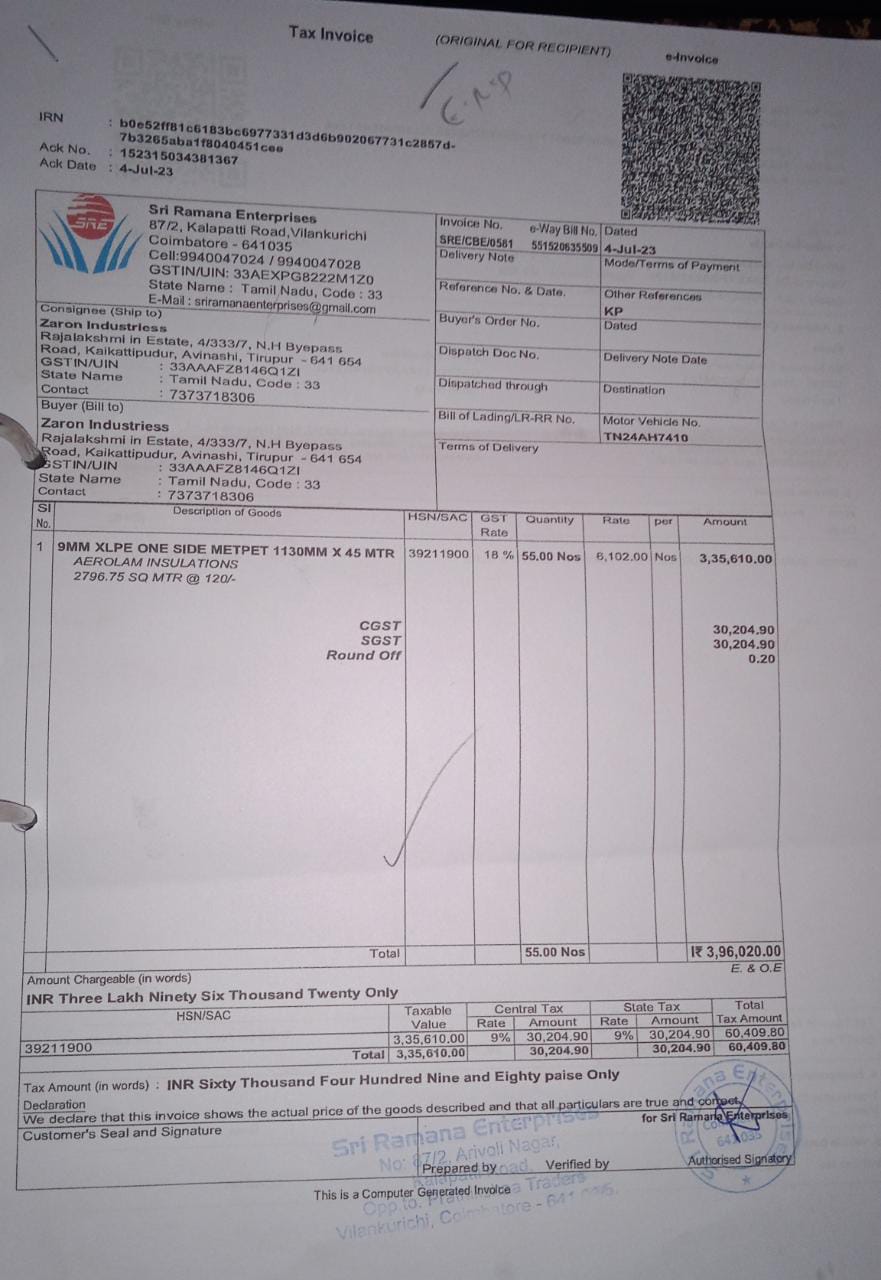 Tax Invoice
(ORIGINAL FOR RECIPIENT)
e-Invoice
IRN : b0e52ff81c6183bc6977331d3d6b902067731c2857d-
7b3265aba1f8040451cee
Ack No. : 152315034381367
Ack Date : 4-Jul-23
SRE
Sri Ramana Enterprises
87/2, Kalapatti Road,Vilankurichi
Coimbatore - 641035
Cell:9940047024 / 9940047028
GSTIN/UIN: 33AEXPG8222M1Z0
State Name : Tamil Nadu, Code : 33
E-Mail : sriramanaenterprises@gmail.com
Invoice No. e-Way Bill No. Dated
SRE/CBE/0581 551520635509 4-Jul-23
Delivery Note Mode/Terms of Payment
Reference No. & Date. Other References
KP
Buyer's Order No. Dated
Dispatch Doc No. Delivery Note Date
Dispatched through Destination
Bill of Lading/LR-RR No. Motor Vehicle No.
TN24AH7410
Terms of Delivery
Consignee (Ship to)
Zaron Industriess
Rajalakshmi in Estate, 4/333/7, N.H Byepass
Road, Kaikattipudur, Avinashi, Tirupur - 641 654
GSTIN/UIN : 33AAAFZ8146Q1ZI
State Name : Tamil Nadu, Code : 33
Contact : 7373718306
Buyer (Bill to)
Zaron Industriess
Rajalakshmi in Estate, 4/333/7, N.H Byepass
Road, Kaikattipudur, Avinashi, Tirupur - 641 654
GSTIN/UIN : 33AAAFZ8146Q1ZI
State Name : Tamil Nadu, Code : 33
Contact : 7373718306
Sl No. Description of Goods HSN/SAC GST Rate Quantity Rate per Amount
1 9MM XLPE ONE SIDE METPET 1130MM X 45 MTR 39211900 18 % 55.00 Nos 6,102.00 Nos 3,35,610.00
AEROLAM INSULATIONS
2796.75 SQ MTR @ 120/-
CGST 30,204.90
SGST 30,204.90
Round Off 0.20
Total 55.00 Nos I₹ 3,96,020.00
Amount Chargeable (in words) E. & O.E
INR Three Lakh Ninety Six Thousand Twenty Only
HSN/SAC Taxable Value Central Tax Rate Amount State Tax Rate Amount Total Tax Amount
39211900 3,35,610.00 9% 30,204.90 9% 30,204.90 60,409.80
Total 3,35,610.00 30,204.90 30,204.90 60,409.80
Tax Amount (in words) : INR Sixty Thousand Four Hundred Nine and Eighty paise Only
Declaration
We declare that this invoice shows the actual price of the goods described and that all particulars are true and correct.
Customer's Seal and Signature
for Sri Ramana Enterprises
Sri Ramana Enterprises
No: 87/2, Arivoli Nagar,
Prepared by Verified by Authorised Signatory
This is a Computer Generated Invoice
Vilankurichi, Coimbatore - 641